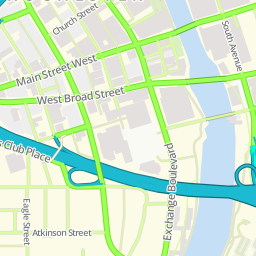 Church Street
South Avenue
Main Street West
West Broad Street
Club Place
Exchange Boulevard
Eagle Street
Atkinson Street